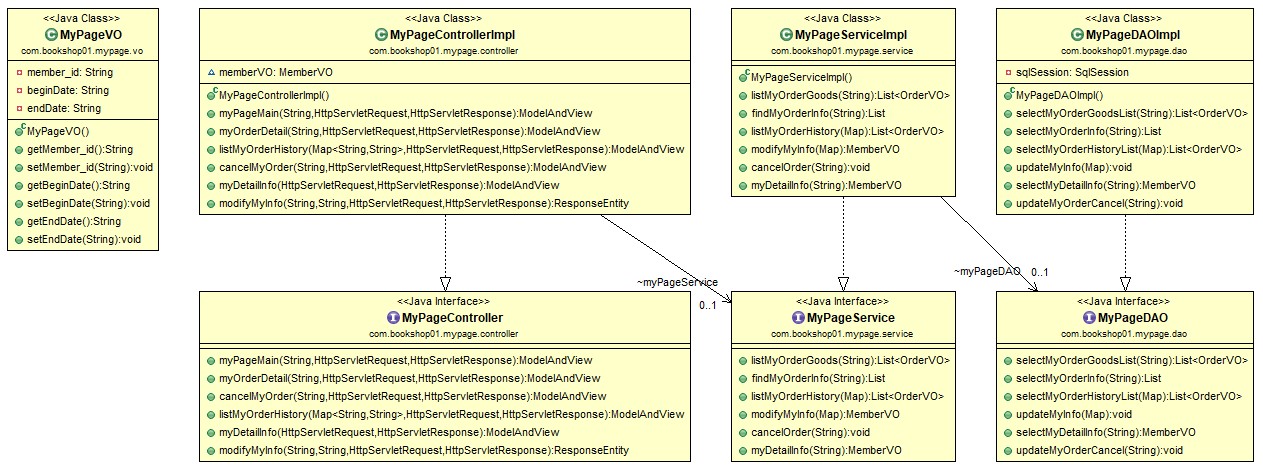 <<Java Class>>
MyPageVO
com.bookshop01.mypage.vo
member_id: String
beginDate: String
endDate: String
MyPageVO()
getMember_id():String
setMember_id(String):void
getBeginDate():String
setBeginDate(String):void
getEndDate():String
setEndDate(String):void
<<Java Class>>
MyPageControllerImpl
com.bookshop01.mypage.controller
memberVO: MemberVO
MyPageControllerImpl()
myPageMain(String,HttpServletRequest,HttpServletResponse):ModelAndView
myOrderDetail(String,HttpServletRequest,HttpServletResponse):ModelAndView
listMyOrderHistory(Map<String,String>,HttpServletRequest,HttpServletResponse):ModelAndView
cancelMyOrder(String,HttpServletRequest,HttpServletResponse):ModelAndView
myDetailInfo(HttpServletRequest,HttpServletResponse):ModelAndView
modifyMyInfo(String,String,HttpServletRequest,HttpServletResponse):ResponseEntity
<<Java Class>>
MyPageServiceImpl
com.bookshop01.mypage.service
MyPageServiceImpl()
listMyOrderGoods(String):List<OrderVO>
findMyOrderInfo(String):List
listMyOrderHistory(Map):List<OrderVO>
modifyMyInfo(Map):MemberVO
cancelOrder(String):void
myDetailInfo(String):MemberVO
<<Java Class>>
MyPageDAOImpl
com.bookshop01.mypage.dao
sqlSession: SqlSession
MyPageDAOImpl()
selectMyOrderGoodsList(String):List<OrderVO>
selectMyOrderInfo(String):List
selectMyOrderHistoryList(Map):List<OrderVO>
updateMyInfo(Map):void
selectMyDetailInfo(String):MemberVO
updateMyOrderCancel(String):void
~myPageService
0..1
~myPageDAO
0..1
<<Java Interface>>
MyPageController
com.bookshop01.mypage.controller
myPageMain(String,HttpServletRequest,HttpServletResponse):ModelAndView
myOrderDetail(String,HttpServletRequest,HttpServletResponse):ModelAndView
cancelMyOrder(String,HttpServletRequest,HttpServletResponse):ModelAndView
listMyOrderHistory(Map<String,String>,HttpServletRequest,HttpServletResponse):ModelAndView
myDetailInfo(HttpServletRequest,HttpServletResponse):ModelAndView
modifyMyInfo(String,String,HttpServletRequest,HttpServletResponse):ResponseEntity
<<Java Interface>>
MyPageService
com.bookshop01.mypage.service
listMyOrderGoods(String):List<OrderVO>
findMyOrderInfo(String):List
listMyOrderHistory(Map):List<OrderVO>
modifyMyInfo(Map):MemberVO
cancelOrder(String):void
myDetailInfo(String):MemberVO
<<Java Interface>>
MyPageDAO
com.bookshop01.mypage.dao
selectMyOrderGoodsList(String):List<OrderVO>
selectMyOrderInfo(String):List
selectMyOrderHistoryList(Map):List<OrderVO>
updateMyInfo(Map):void
selectMyDetailInfo(String):MemberVO
updateMyOrderCancel(String):void